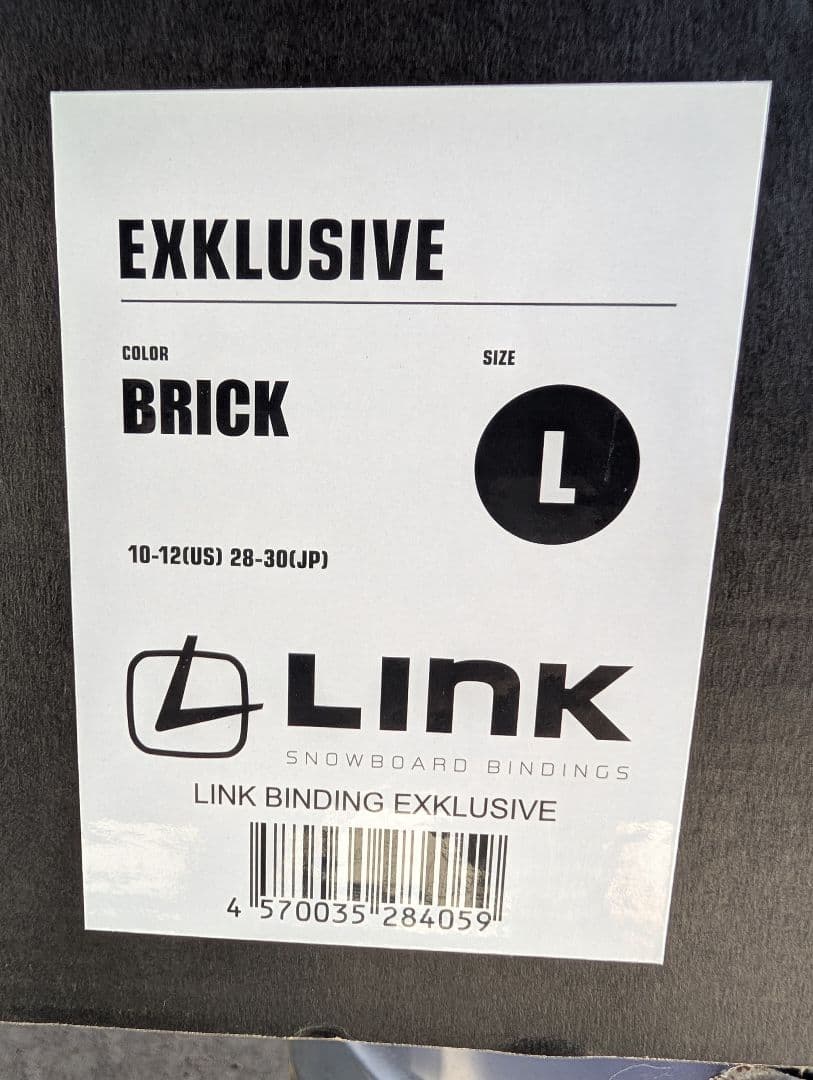 EXKLUSIVE
COLOR
BRICK
SIZE
L
10-12(US) 28-30(JP)
LINK
SNOWBOARD BINDINGS
LINK BINDING EXKLUSIVE
4 570035 284059